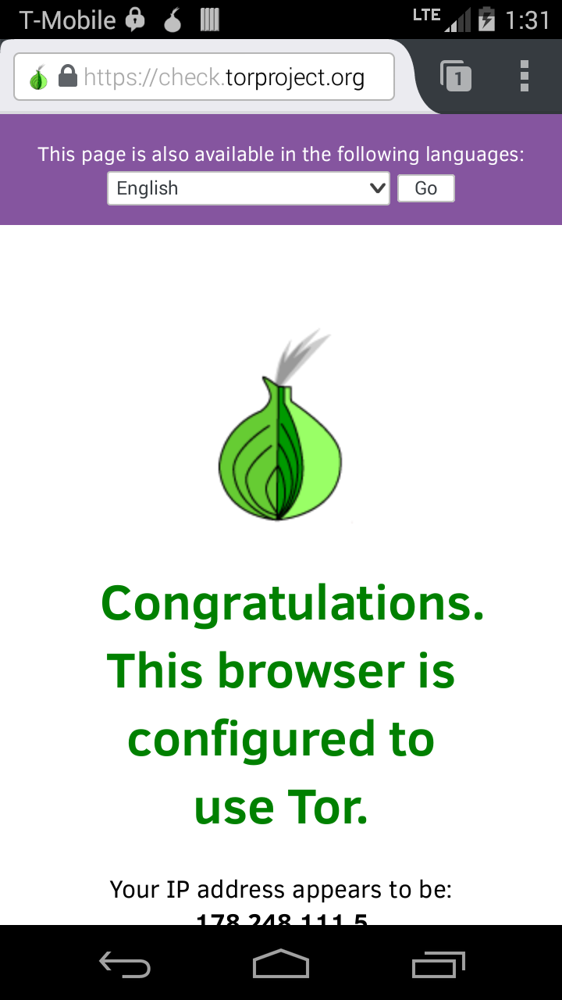 T-Mobile LTE 1:31
https://check.torproject.org 1
This page is also available in the following languages:
English Go
Congratulations.
This browser is
configured to
use Tor.
Your IP address appears to be:
178.248.111.5